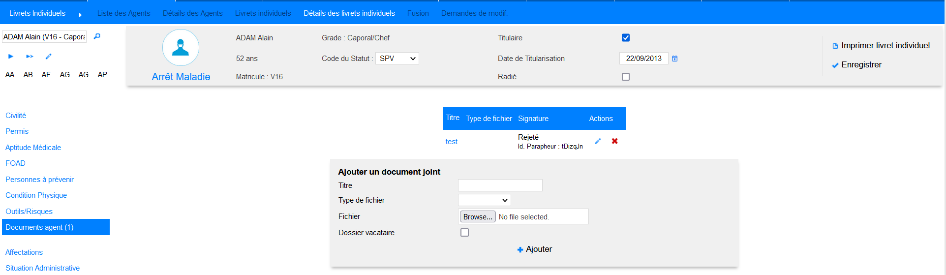 Livrets Individuels
Liste des Agents
Détails des Agents
Livrets individuels
Détails des livrets individuels
Fusion
Demandes de modif.
ADAM Alain (V16 - Capora
AA AB AF AG AG AP
Civilité
Permis
Aptitude Médicale
FOAD
Personnes à prévenir
Condition Physique
Outils/Risques
Documents agent (1)
Affectations
Situation Administrative
Arrêt Maladie
ADAM Alain
52 ans
Matricule : V16
Grade : Caporal/Chef
Code du Statut : SPV
Titulaire
Date de Titularisation 22/09/2013
Radié
Imprimer livret individuel
Enregistrer
Titre Type de fichier Signature Actions
test Rejeté
Id. Parapheur : tDizqJn
Ajouter un document joint
Titre
Type de fichier
Fichier Browse... No file selected.
Dossier vacataire
Ajouter